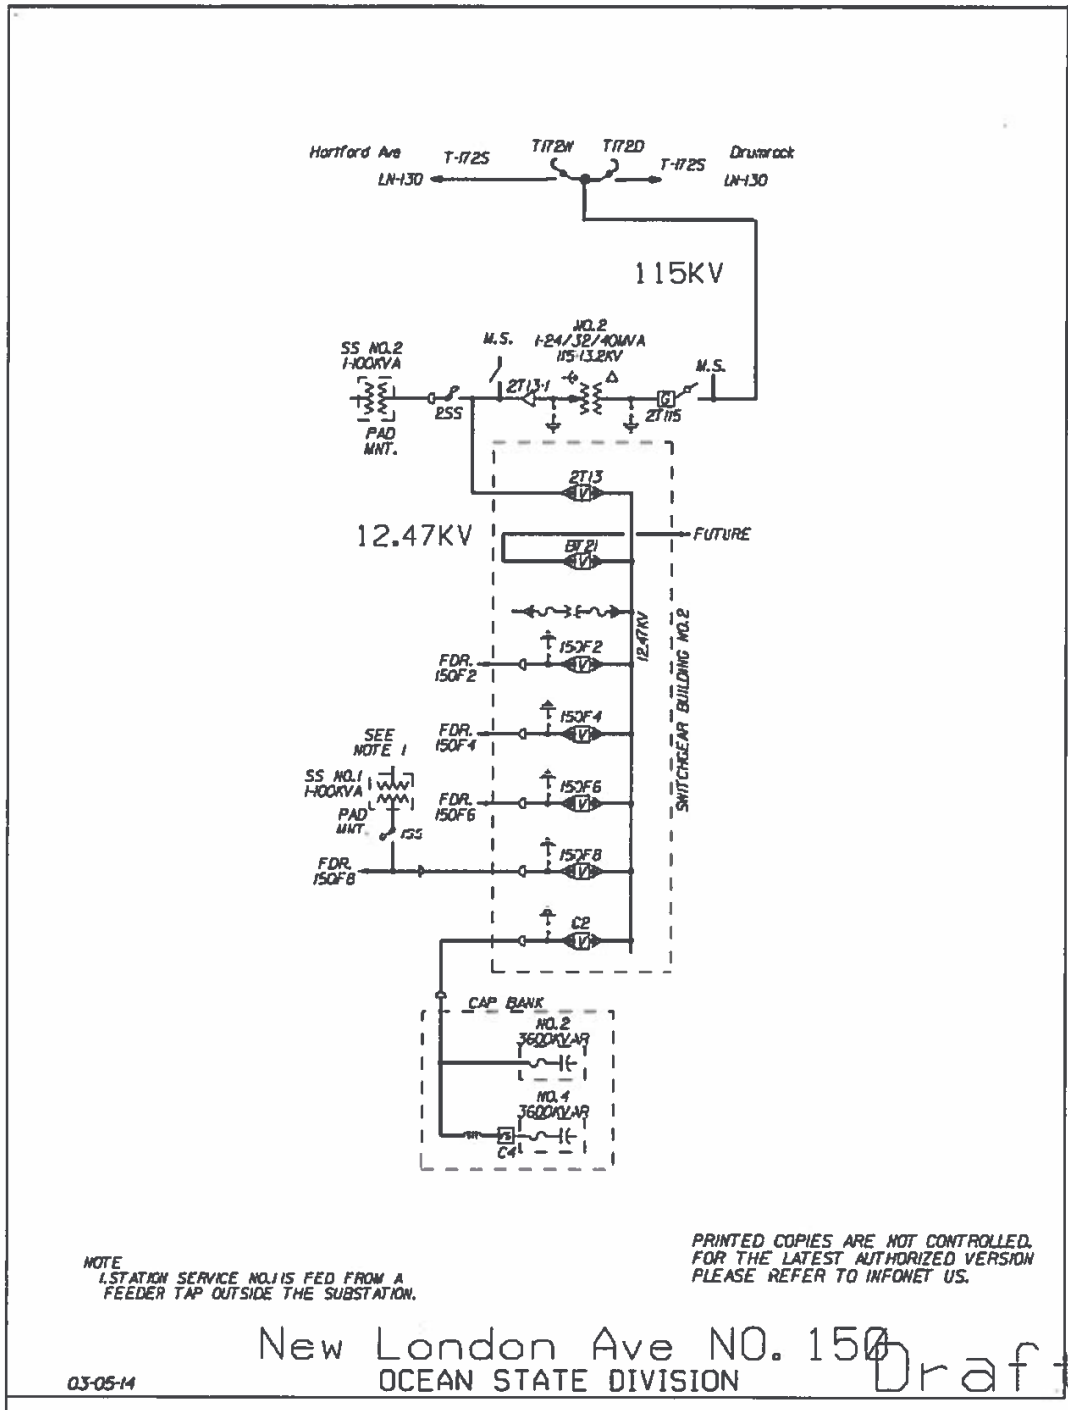 Hartford Ave
T-172S
T172W
T172D
Drumrock
LN-130
T-172S
LN-130
115KV
NO.2
1-24/32/40MVA
115-13.2KV
M.S.
M.S.
SS NO.2
1-100KVA
2T13-1
2SS
2T115
G
PAD
MNT.
2T13
V
12.47KV
FUTURE
BT21
V
12.47KV
SWITCHGEAR BUILDING NO.2
150F2
FDR.
150F2
V
150F4
FDR.
150F4
V
SEE
NOTE 1
SS NO.1
1-100KVA
150F6
FDR.
150F6
V
PAD
MNT.
1SS
150F8
FDR.
150F8
V
C2
V
CAP BANK
NO.2
3600KVAR
NO.4
3600KVAR
VS
C4
NOTE
1.STATION SERVICE NO.1 IS FED FROM A
FEEDER TAP OUTSIDE THE SUBSTATION.
PRINTED COPIES ARE NOT CONTROLLED.
FOR THE LATEST AUTHORIZED VERSION
PLEASE REFER TO INFONET US.
New London Ave NO. 150
Draft
OCEAN STATE DIVISION
03-05-14